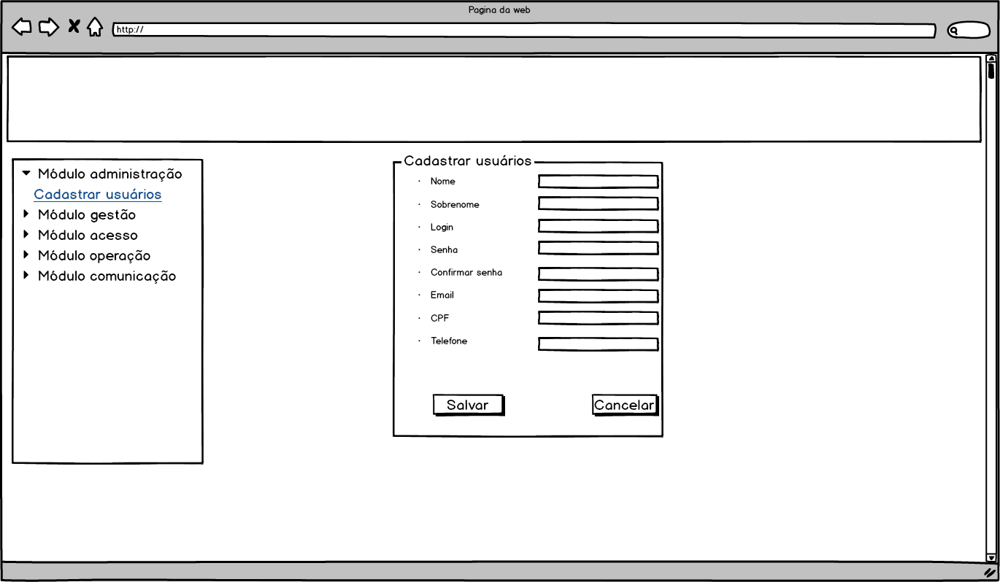 Pagina da web
http://
Módulo administração
Cadastrar usuários
Módulo gestão
Módulo acesso
Módulo operação
Módulo comunicação
Cadastrar usuários
· Nome
· Sobrenome
· Login
· Senha
· Confirmar senha
· Email
· CPF
· Telefone
Salvar
Cancelar